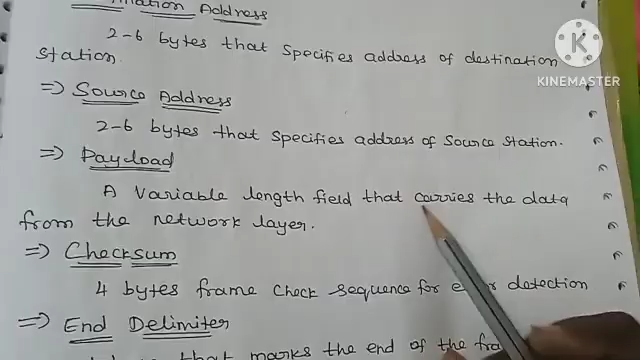 Address
2-6 bytes that specifies address of destination
station.
K
KINEMASTER
=> Source Address
2-6 bytes that specifies address of source station.
=> Payload
A variable length field that carries the data
from the network layer.
=> Checksum
4 bytes frame check sequence for detection
=> End Delimiter
that marks the end of the